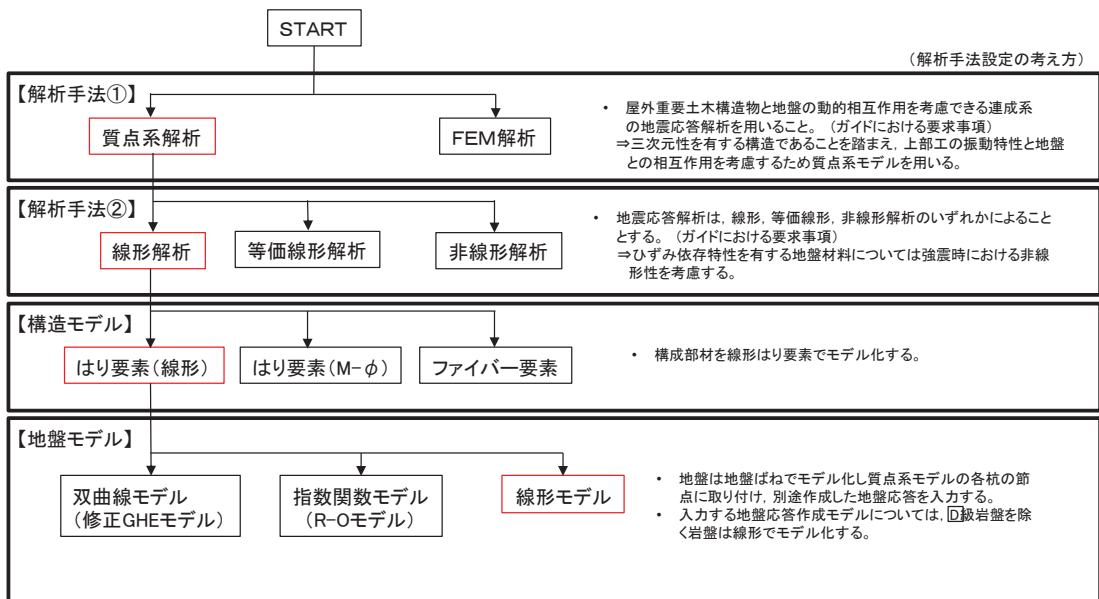 START
(解析手法設定の考え方)
【解析手法①】
質点系解析
FEM解析
・ 屋外重要土木構造物と地盤の動的相互作用を考慮できる連成系
の地震応答解析を用いること。（ガイドにおける要求事項）
⇒三次元性を有する構造であることを踏まえ，上部工の振動特性と地盤
との相互作用を考慮するため質点系モデルを用いる。
【解析手法②】
線形解析
等価線形解析
非線形解析
・ 地震応答解析は，線形，等価線形，非線形解析のいずれかによること
とする。（ガイドにおける要求事項）
⇒ひずみ依存特性を有する地盤材料については強震時における非線
形性を考慮する。
【構造モデル】
はり要素(線形)
はり要素(M-φ)
ファイバー要素
・ 構成部材を線形はり要素でモデル化する。
【地盤モデル】
双曲線モデル
(修正GHEモデル)
指数関数モデル
(R-Oモデル)
線形モデル
・ 地盤は地盤ばねでモデル化し質点系モデルの各杭の節
点に取り付け，別途作成した地盤応答を入力する。
・ 入力する地盤応答作成モデルについては，D級岩盤を除
く岩盤は線形でモデル化する。